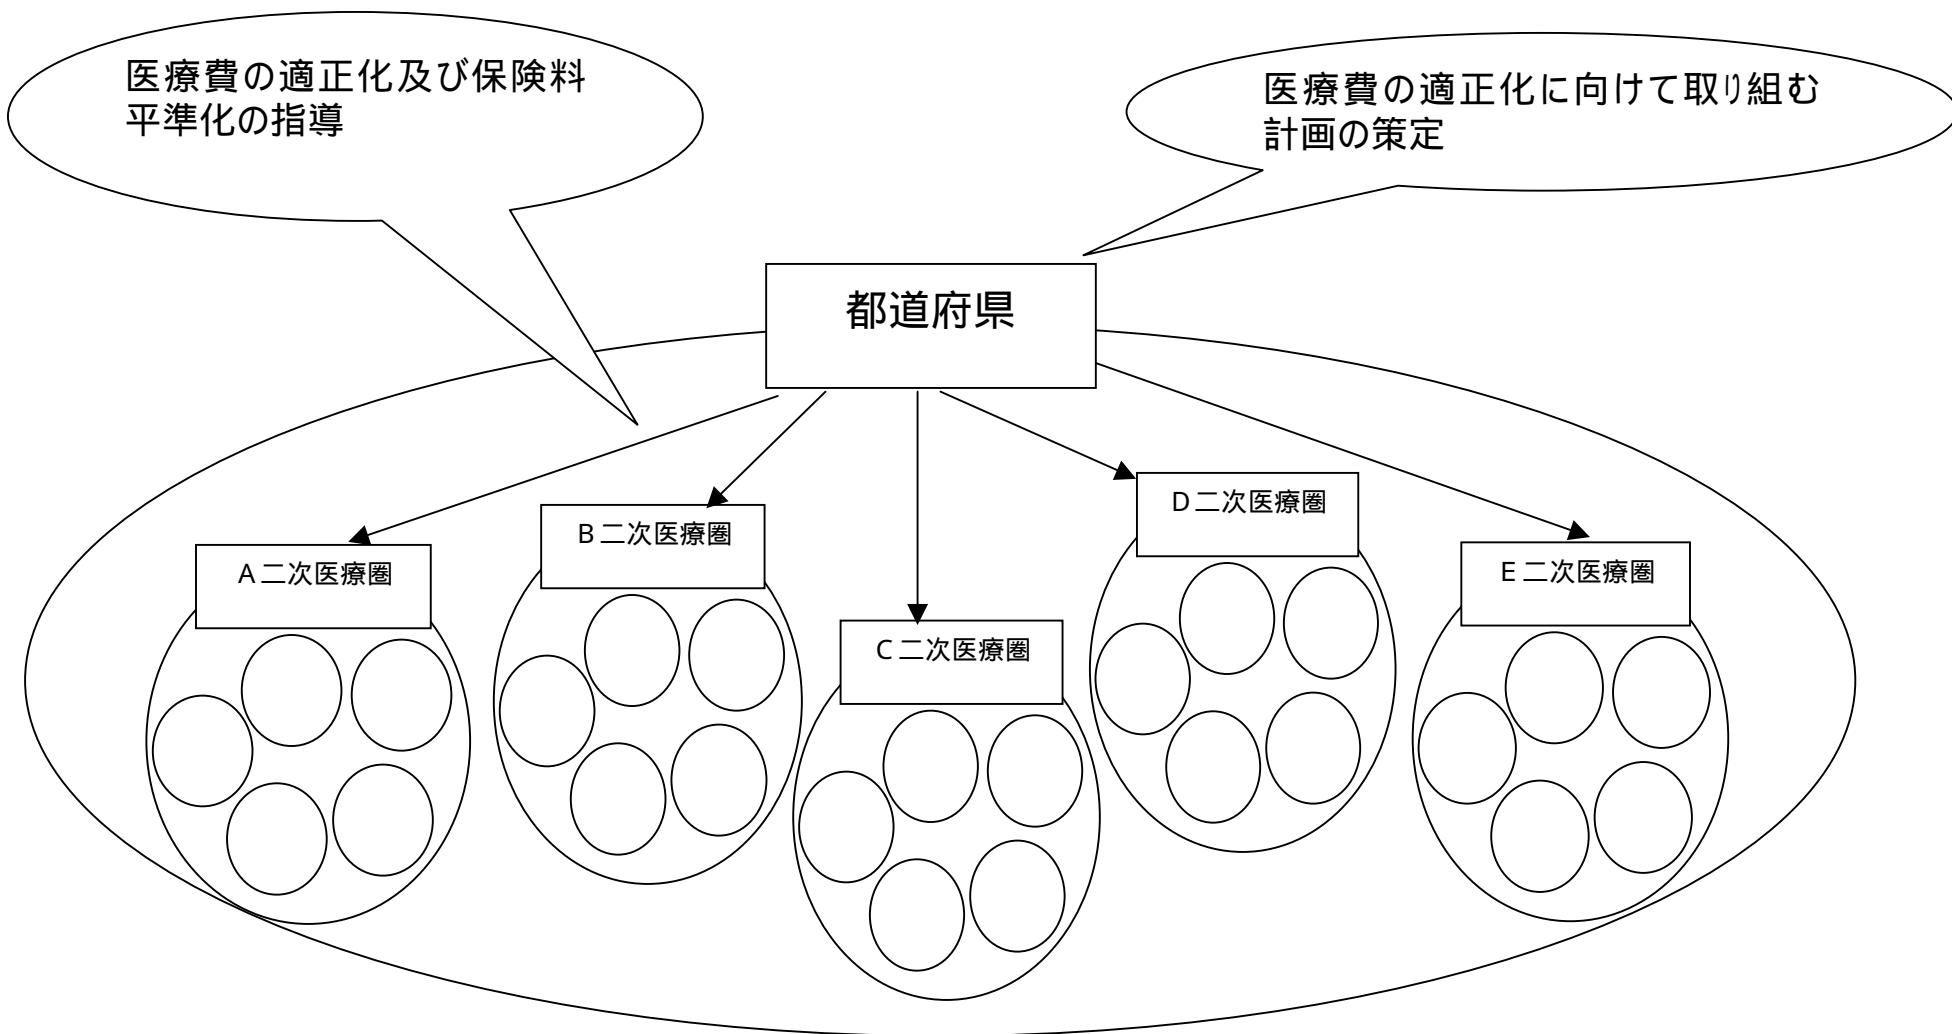 医療費の適正化及び保険料
平準化の指導
医療費の適正化に向けて取り組む
計画の策定
都道府県
A二次医療圏
B二次医療圏
C二次医療圏
D二次医療圏
E二次医療圏